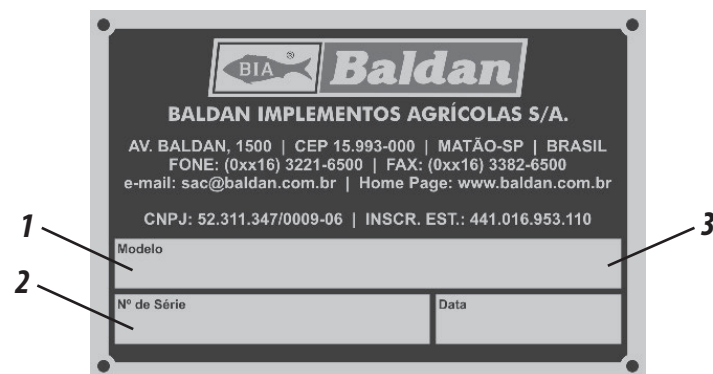 BIA ® Baldan
BALDAN IMPLEMENTOS AGRÍCOLAS S/A.
AV. BALDAN, 1500 | CEP 15.993-000 | MATÃO-SP | BRASIL
FONE: (0xx16) 3221-6500 | FAX: (0xx16) 3382-6500
e-mail: sac@baldan.com.br | Home Page: www.baldan.com.br
CNPJ: 52.311.347/0009-06 | INSCR. EST.: 441.016.953.110
1 Modelo 3
2 Nº de Série Data